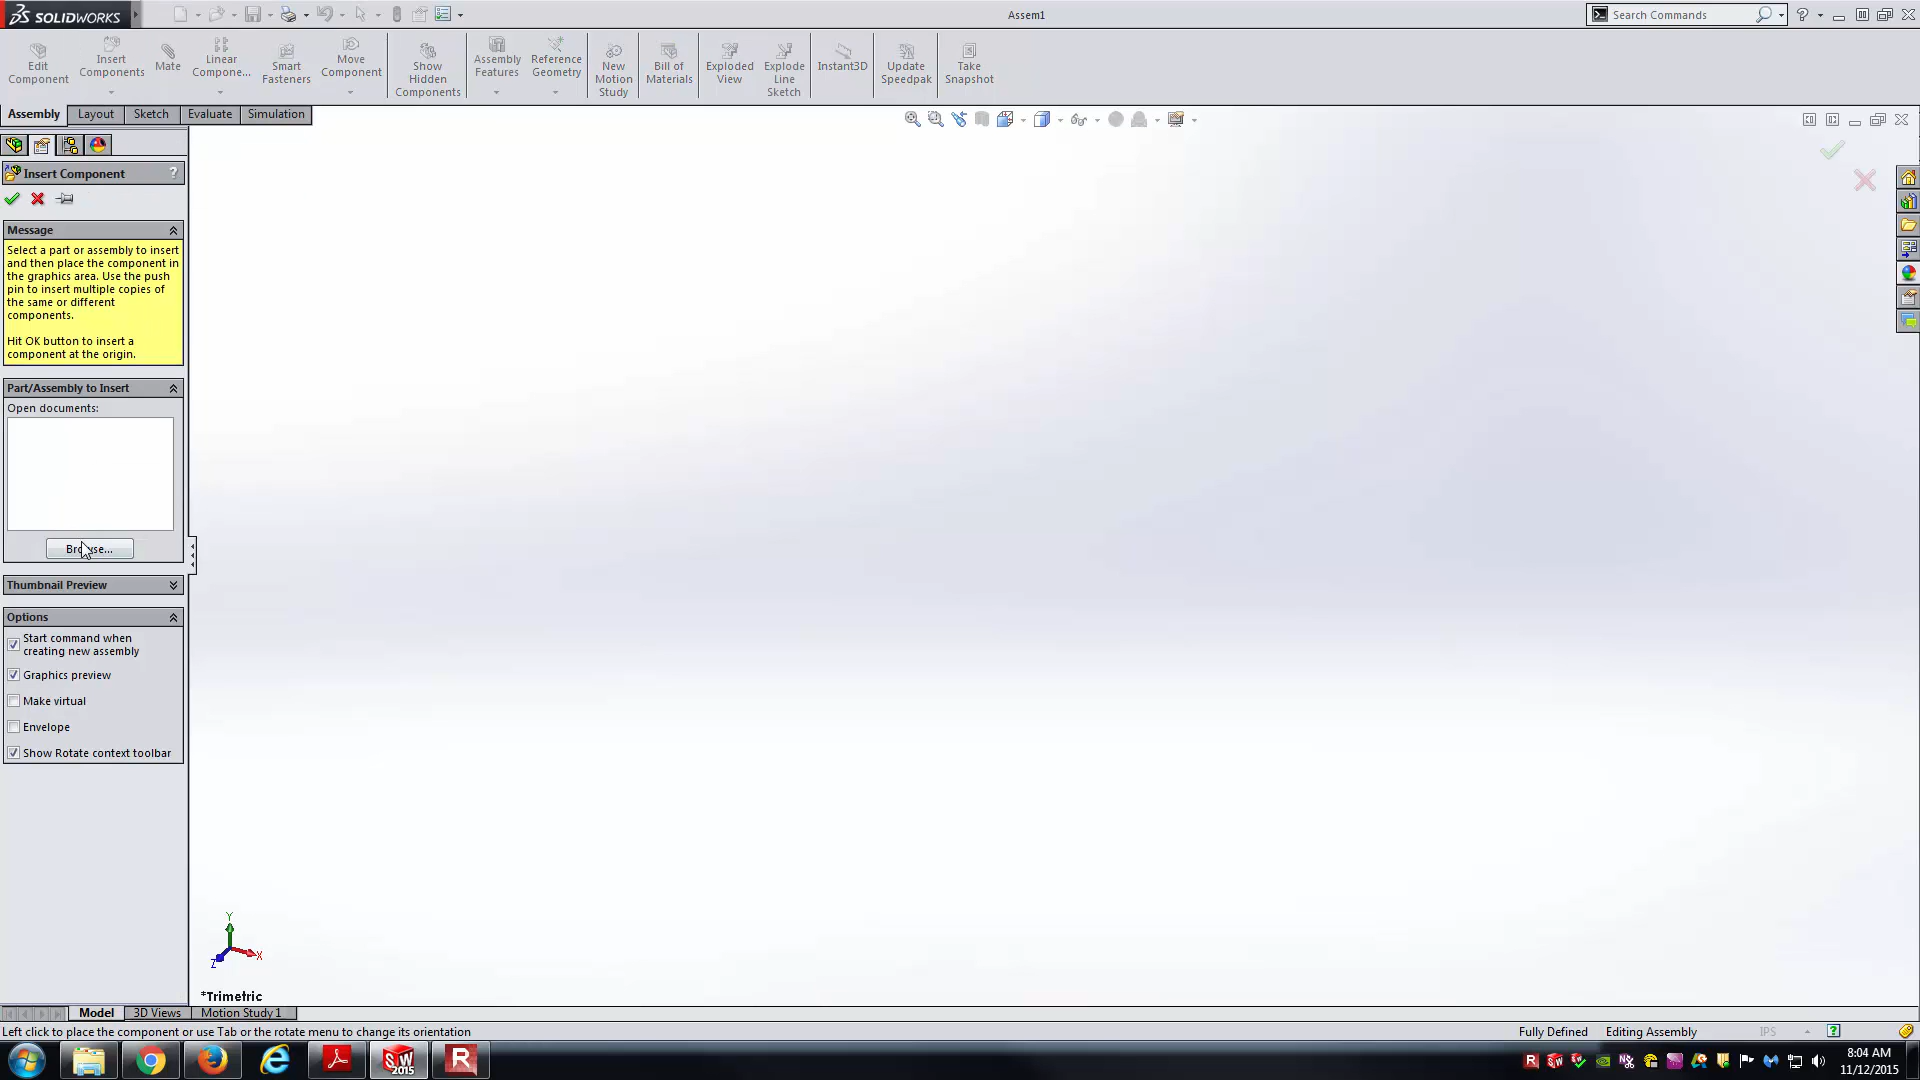 SOLIDWORKS
Assem1
Search Commands
Edit Component
Insert Components
Mate
Linear Compone...
Smart Fasteners
Move Component
Show Hidden Components
Assembly Features
Reference Geometry
New Motion Study
Bill of Materials
Exploded View
Explode Line Sketch
Instant3D
Update Speedpak
Take Snapshot
Assembly
Layout
Sketch
Evaluate
Simulation
Insert Component
?
Message
Select a part or assembly to insert
and then place the component in
the graphics area. Use the push
pin to insert multiple copies of
the same or different
components.
Hit OK button to insert a
component at the origin.
Part/Assembly to Insert
Open documents:
Browse...
Thumbnail Preview
Options
Start command when
creating new assembly
Graphics preview
Make virtual
Envelope
Show Rotate context toolbar
Y
X
Z
*Trimetric
Model
3D Views
Motion Study 1
Left click to place the component or use Tab or the rotate menu to change its orientation
Fully Defined
Editing Assembly
IPS
SW
2015
R
8:04 AM
11/12/2015